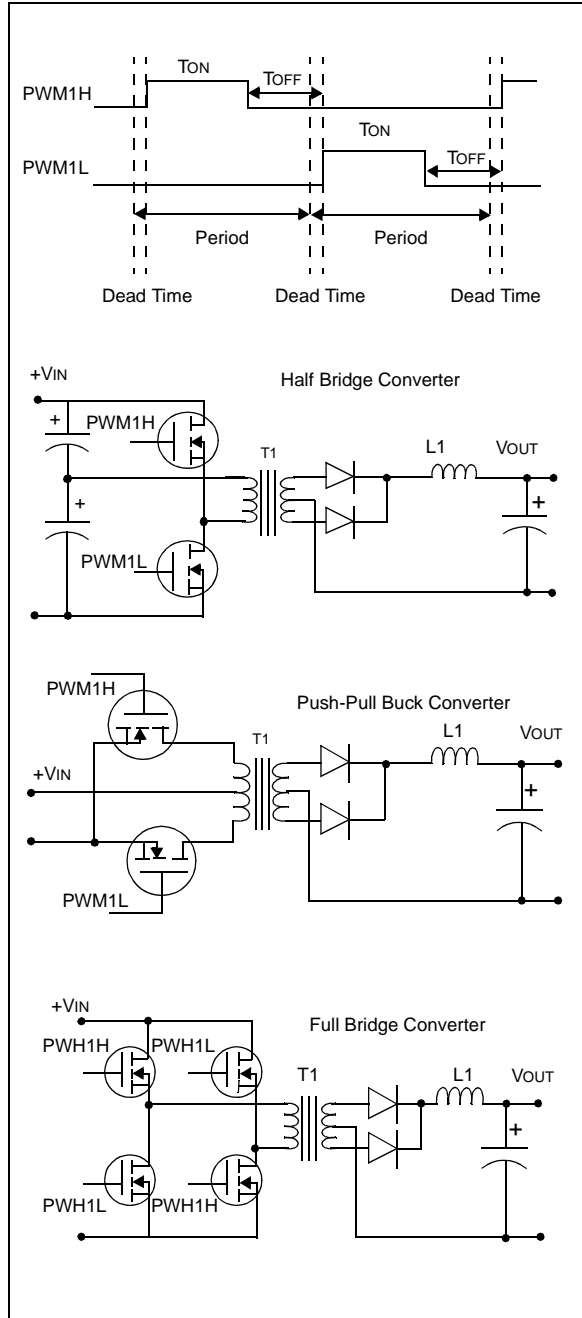 TON
TOFF
PWM1H
TON
TOFF
PWM1L
Period
Period
Dead Time
Dead Time
Dead Time
+VIN
Half Bridge Converter
+
PWM1H
T1
L1
VOUT
+
+
PWM1L
PWM1H
Push-Pull Buck Converter
T1
L1
VOUT
+VIN
+
PWM1L
+VIN
Full Bridge Converter
PWH1H
PWH1L
T1
L1
VOUT
+
PWH1L
PWH1H